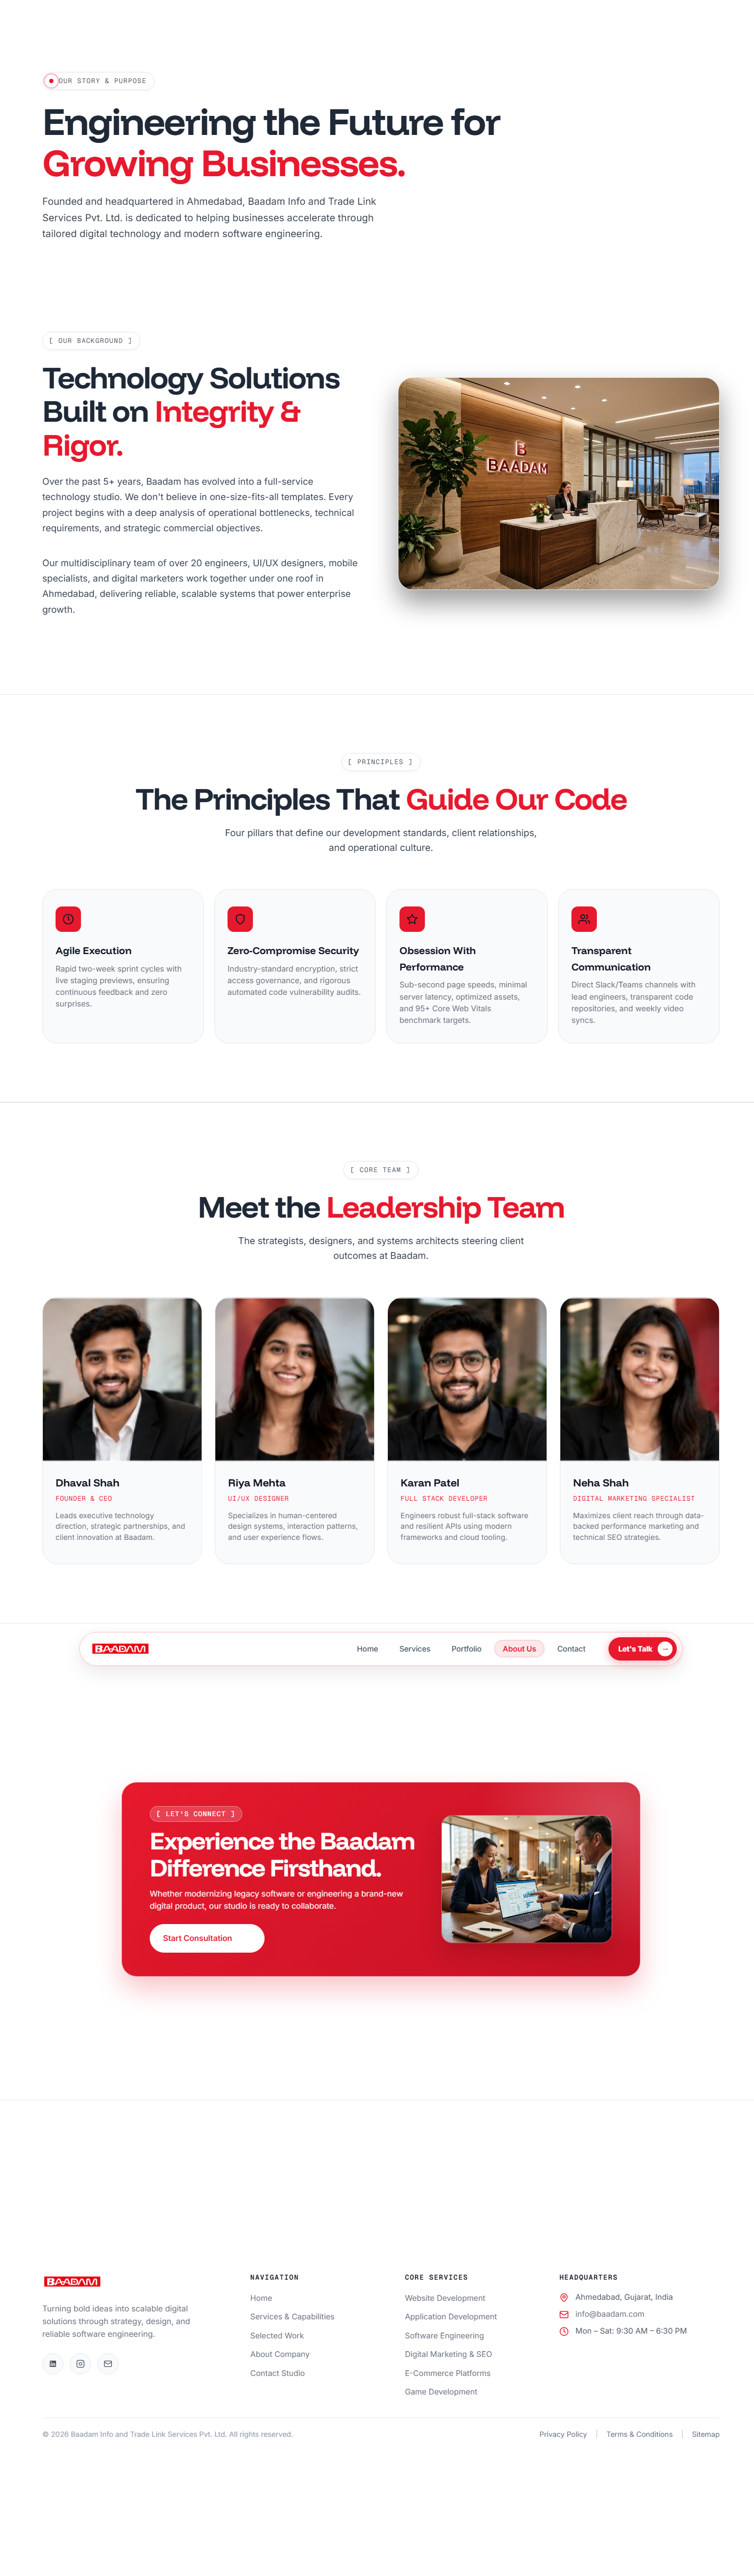 OUR STORY & PURPOSE
Engineering the Future for
Growing Businesses.
Founded and headquartered in Ahmedabad, Baadam Info and Trade Link
Services Pvt. Ltd. is dedicated to helping businesses accelerate through
tailored digital technology and modern software engineering.
[ OUR BACKGROUND ]
Technology Solutions
Built on Integrity &
Rigor.
Over the past 5+ years, Baadam has evolved into a full-service
technology studio. We don't believe in one-size-fits-all templates. Every
project begins with a deep analysis of operational bottlenecks, technical
requirements, and strategic commercial objectives.
Our multidisciplinary team of over 20 engineers, UI/UX designers, mobile
specialists, and digital marketers work together under one roof in
Ahmedabad, delivering reliable, scalable systems that power enterprise
growth.
B
BAADAM
[ PRINCIPLES ]
The Principles That Guide Our Code
Four pillars that define our development standards, client relationships,
and operational culture.
Agile Execution
Rapid two-week sprint cycles with
live staging previews, ensuring
continuous feedback and zero
surprises.
Zero-Compromise Security
Industry-standard encryption, strict
access governance, and rigorous
automated code vulnerability audits.
Obsession With
Performance
Sub-second page speeds, minimal
server latency, optimized assets,
and 95+ Core Web Vitals
benchmark targets.
Transparent
Communication
Direct Slack/Teams channels with
lead engineers, transparent code
repositories, and weekly video
syncs.
[ CORE TEAM ]
Meet the Leadership Team
The strategists, designers, and systems architects steering client
outcomes at Baadam.
Dhaval Shah
FOUNDER & CEO
Leads executive technology
direction, strategic partnerships, and
client innovation at Baadam.
Riya Mehta
UI/UX DESIGNER
Specializes in human-centered
design systems, interaction patterns,
and user experience flows.
Karan Patel
FULL STACK DEVELOPER
Engineers robust full-stack software
and resilient APIs using modern
frameworks and cloud tooling.
Neha Shah
DIGITAL MARKETING SPECIALIST
Maximizes client reach through data-
backed performance marketing and
technical SEO strategies.
BAADAM Home Services Portfolio About Us Contact Let's Talk →
[ LET'S CONNECT ]
Experience the Baadam
Difference Firsthand.
Whether modernizing legacy software or engineering a brand-new
digital product, our studio is ready to collaborate.
Start Consultation
BAADAM
Turning bold ideas into scalable digital
solutions through strategy, design, and
reliable software engineering.
NAVIGATION
Home
Services & Capabilities
Selected Work
About Company
Contact Studio
CORE SERVICES
Website Development
Application Development
Software Engineering
Digital Marketing & SEO
E-Commerce Platforms
Game Development
HEADQUARTERS
Ahmedabad, Gujarat, India
info@baadam.com
Mon – Sat: 9:30 AM – 6:30 PM
© 2026 Baadam Info and Trade Link Services Pvt. Ltd. All rights reserved.
Privacy Policy | Terms & Conditions | Sitemap